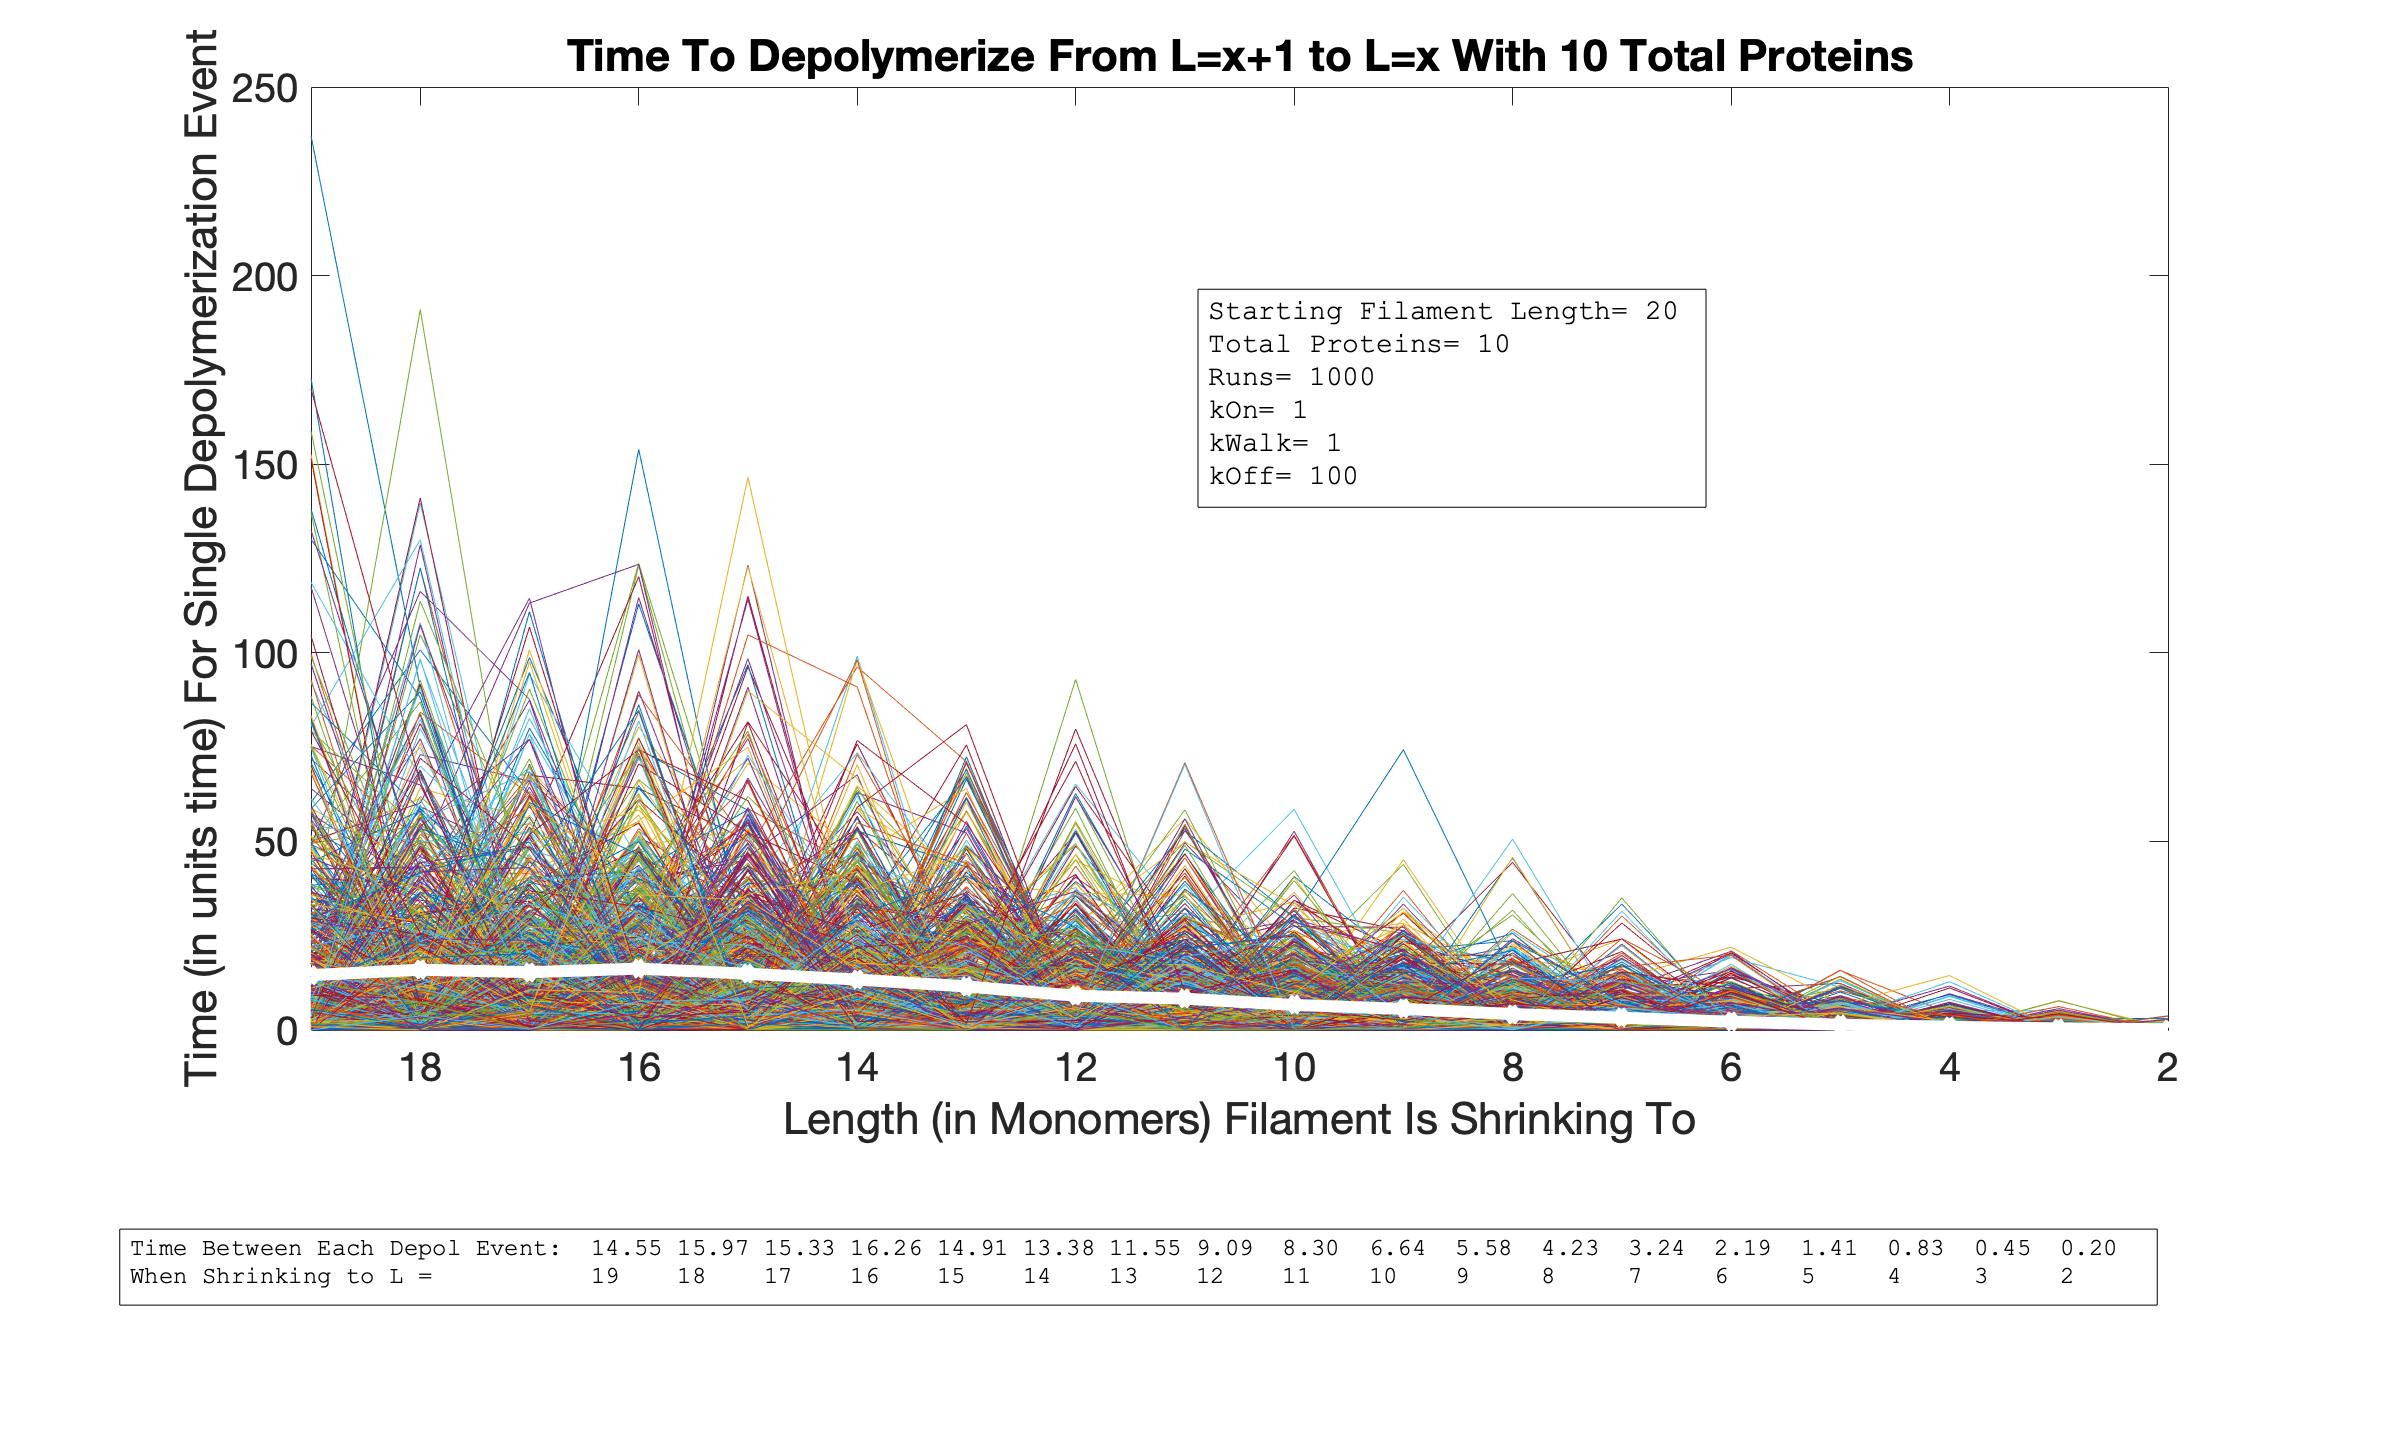 Time To Depolymerize From L=x+1 to L=x With 10 Total Proteins
Time (in units time) For Single Depolymerization Event
250
200
150
100
50
0
Starting Filament Length= 20
Total Proteins= 10
Runs= 1000
kOn= 1
kWalk= 1
kOff= 100
18 16 14 12 10 8 6 4 2
Length (in Monomers) Filament Is Shrinking To
Time Between Each Depol Event: 14.55 15.97 15.33 16.26 14.91 13.38 11.55 9.09 8.30 6.64 5.58 4.23 3.24 2.19 1.41 0.83 0.45 0.20
When Shrinking to L = 19 18 17 16 15 14 13 12 11 10 9 8 7 6 5 4 3 2